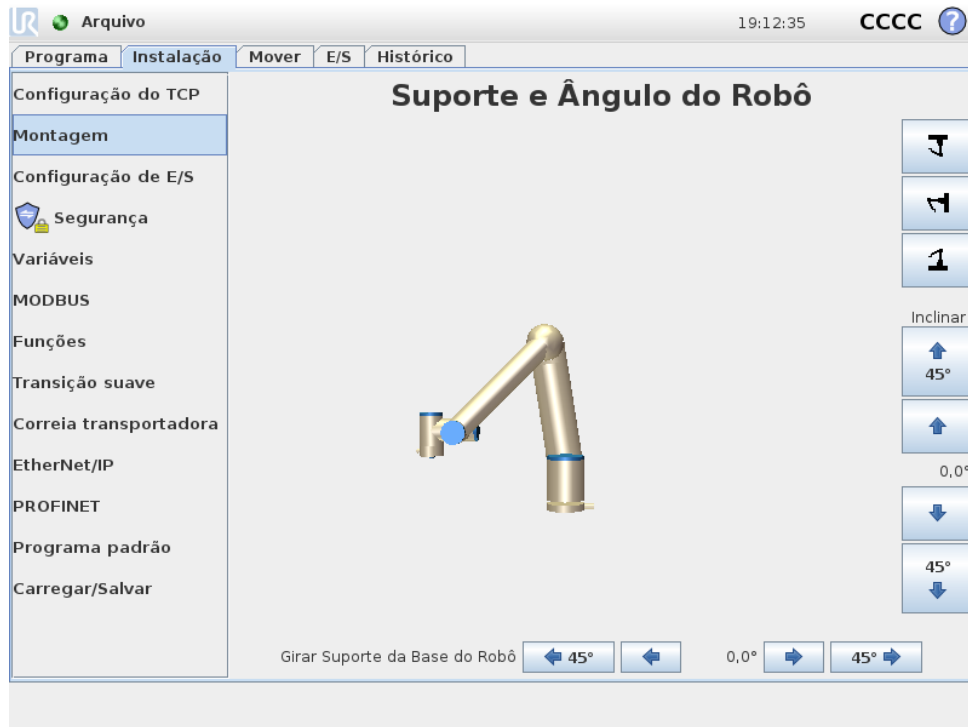 UR Arquivo 19:12:35 CCCC ?
Programa Instalação Mover E/S Histórico
Configuração do TCP
Montagem
Configuração de E/S
Segurança
Variáveis
MODBUS
Funções
Transição suave
Correia transportadora
EtherNet/IP
PROFINET
Programa padrão
Carregar/Salvar
Suporte e Ângulo do Robô
Inclinar
45°
0,0°
45°
Girar Suporte da Base do Robô 45° 0,0° 45°